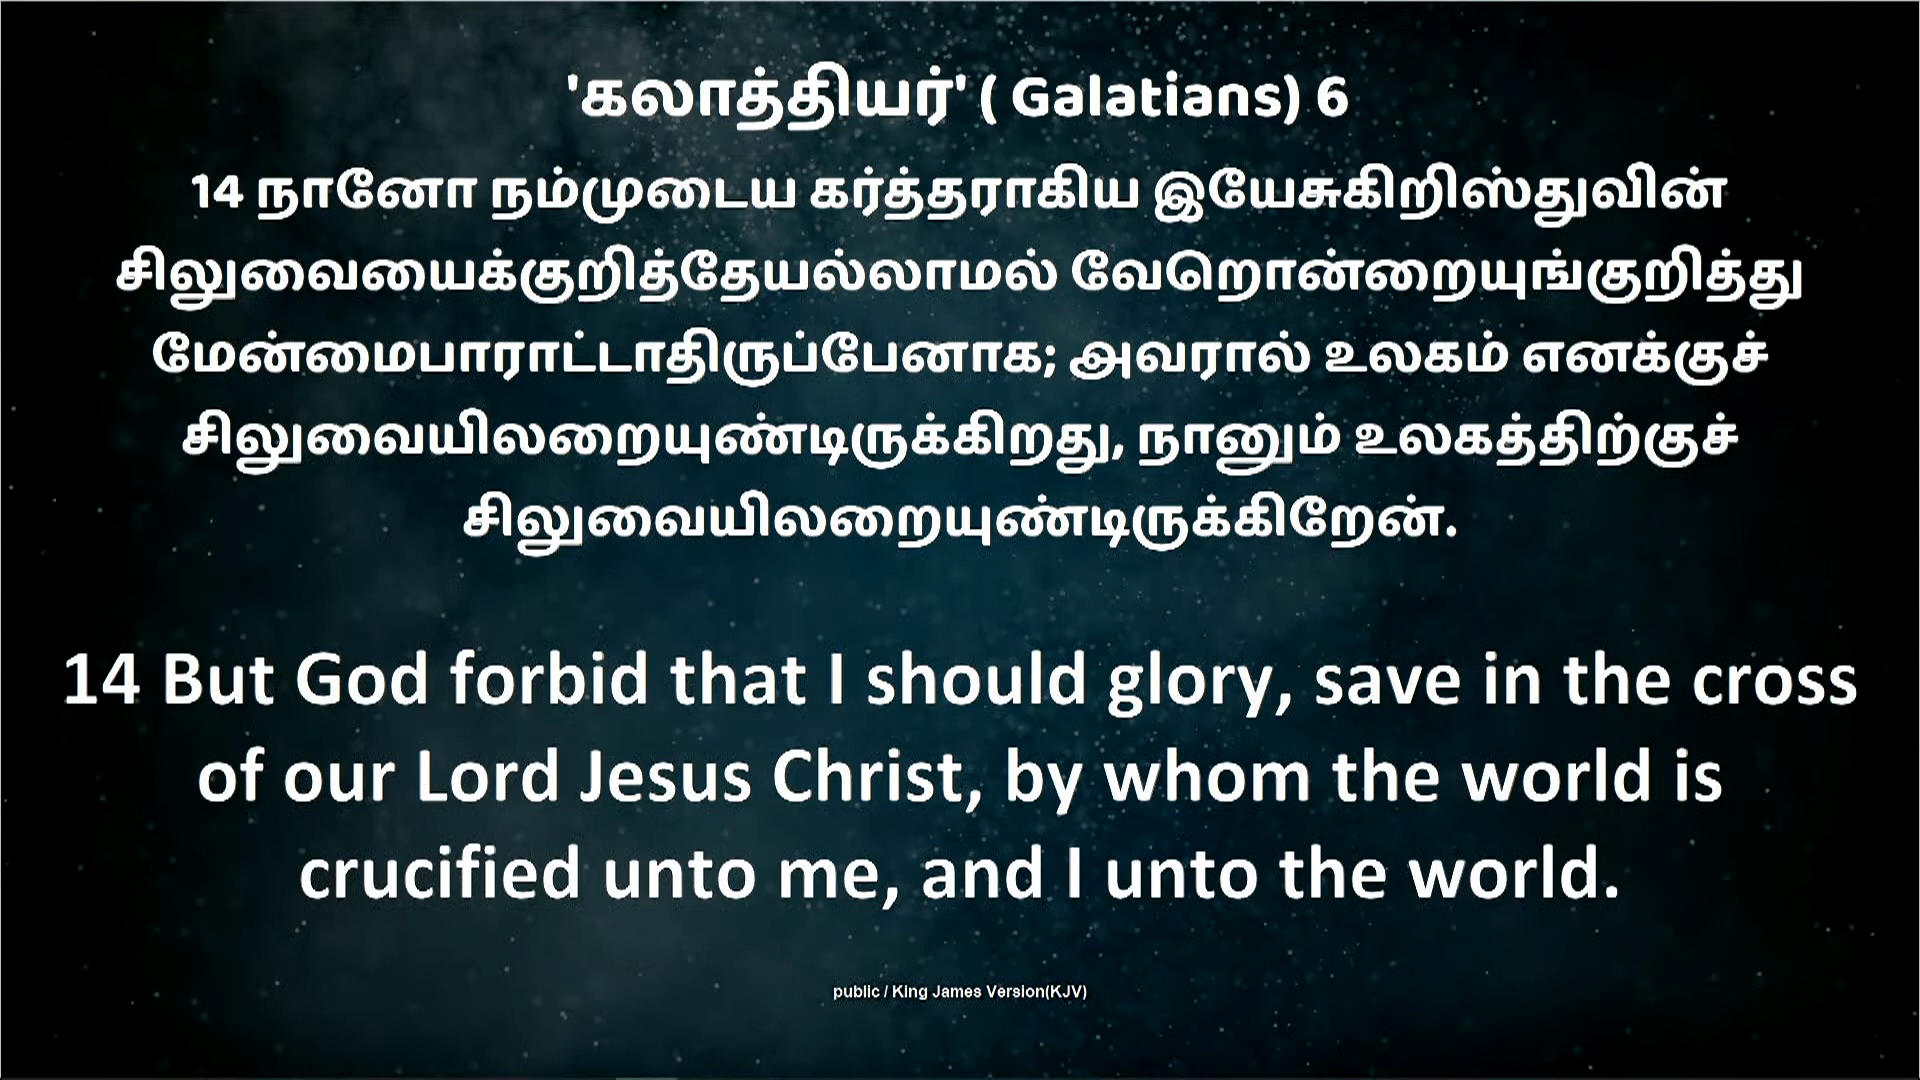 'கலாத்தியர்' ( Galatians) 6
14 நானோ நம்முடைய கர்த்தராகிய இயேசுகிறிஸ்துவின்
சிலுவையைக்குறித்தேயல்லாமல் வேறொன்றையுங்குறித்து
மேன்மைபாராட்டாதிருப்பேனாக; அவரால் உலகம் எனக்குச்
சிலுவையிலறையுண்டிருக்கிறது, நானும் உலகத்திற்குச்
சிலுவையிலறையுண்டிருக்கிறேன்.
14 But God forbid that I should glory, save in the cross
of our Lord Jesus Christ, by whom the world is
crucified unto me, and I unto the world.
public / King James Version(KJV)